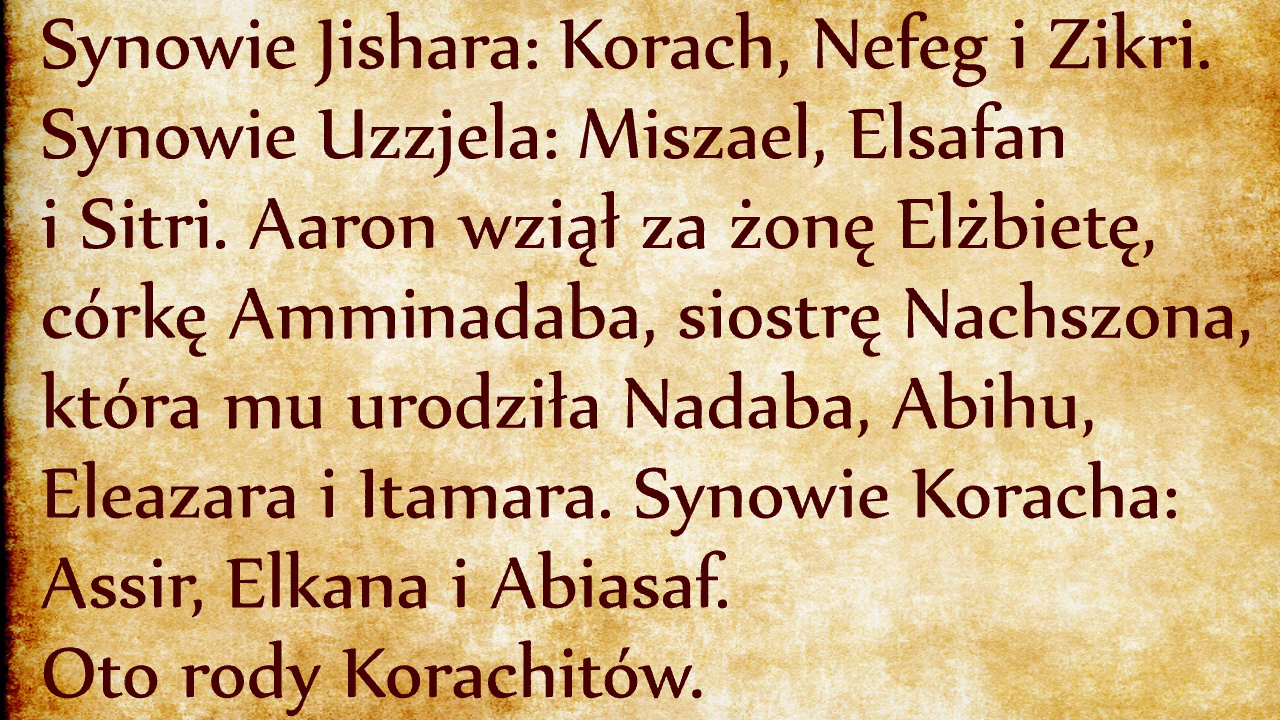 Synowie Jishara: Korach, Nefeg i Zikri.
Synowie Uzzjela: Miszael, Elsafan
i Sitri. Aaron wziął za żonę Elżbietę,
córkę Amminadaba, siostrę Nachszona,
która mu urodziła Nadaba, Abihu,
Eleazara i Itamara. Synowie Koracha:
Assir, Elkana i Abiasaf.
Oto rody Korachitów.